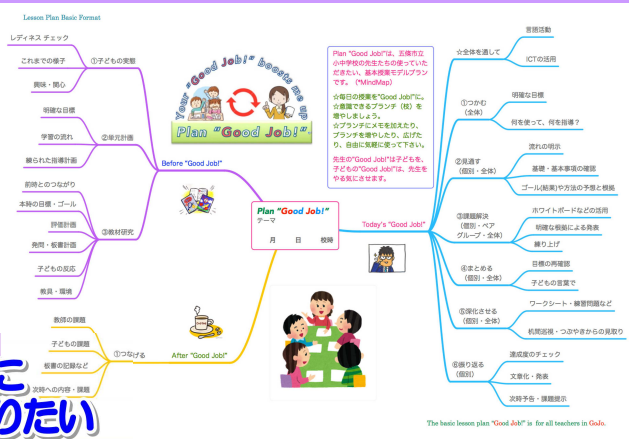 Lesson Plan Basic Format
Your "Good Job!" boosts me up
Plan "Good Job!"
Plan "Good Job!"は、五條市立
小中学校の先生たちの使っていた
だきたい、基本授業モデルプラン
です。（*MindMap）
☆毎日の授業を"Good Job!"に。
☆意識できるブランチ（枝）を
増やしましょう。
☆ブランチにメモを加えたり、
ブランチを増やしたり、広げた
り、自由に気軽に使って下さい。
先生の"Good Job!"は子どもを、
子どもの"Good Job!"は、先生を
やる気にさせます。
Plan "Good Job!"
テーマ
月 日 校時
Before "Good Job!"
①子どもの実態
レディネス チェック
これまでの様子
興味・関心
②単元計画
明確な目標
学習の流れ
練られた指導計画
③教材研究
前時とのつながり
本時の目標・ゴール
評価計画
発問・板書計画
子どもの反応
教具・環境
Today's "Good Job!"
☆全体を通して
言語活動
ICTの活用
①つかむ
（全体）
明確な目標
何を使って、何を指導？
②見通す
（個別・全体）
流れの明示
基礎・基本事項の確認
ゴール(結果)や方法の予想と根拠
③課題解決
（個別・ペア
グループ・全体）
ホワイトボードなどの活用
明確な根拠による発表
練り上げ
④まとめる
（個別・全体）
目標の再確認
子どもの言葉で
⑤深化させる
（個別・全体）
ワークシート・練習問題など
机間巡視・つぶやきからの見取り
⑥振り返る
（個別）
達成度のチェック
文章化・発表
次時予告・課題提示
After "Good Job!"
①つなげる
教師の課題
子どもの課題
板書の記録など
次時への内容・課題
に
りたい
The basic lesson plan "Good Job!" is for all teachers in GoJo.